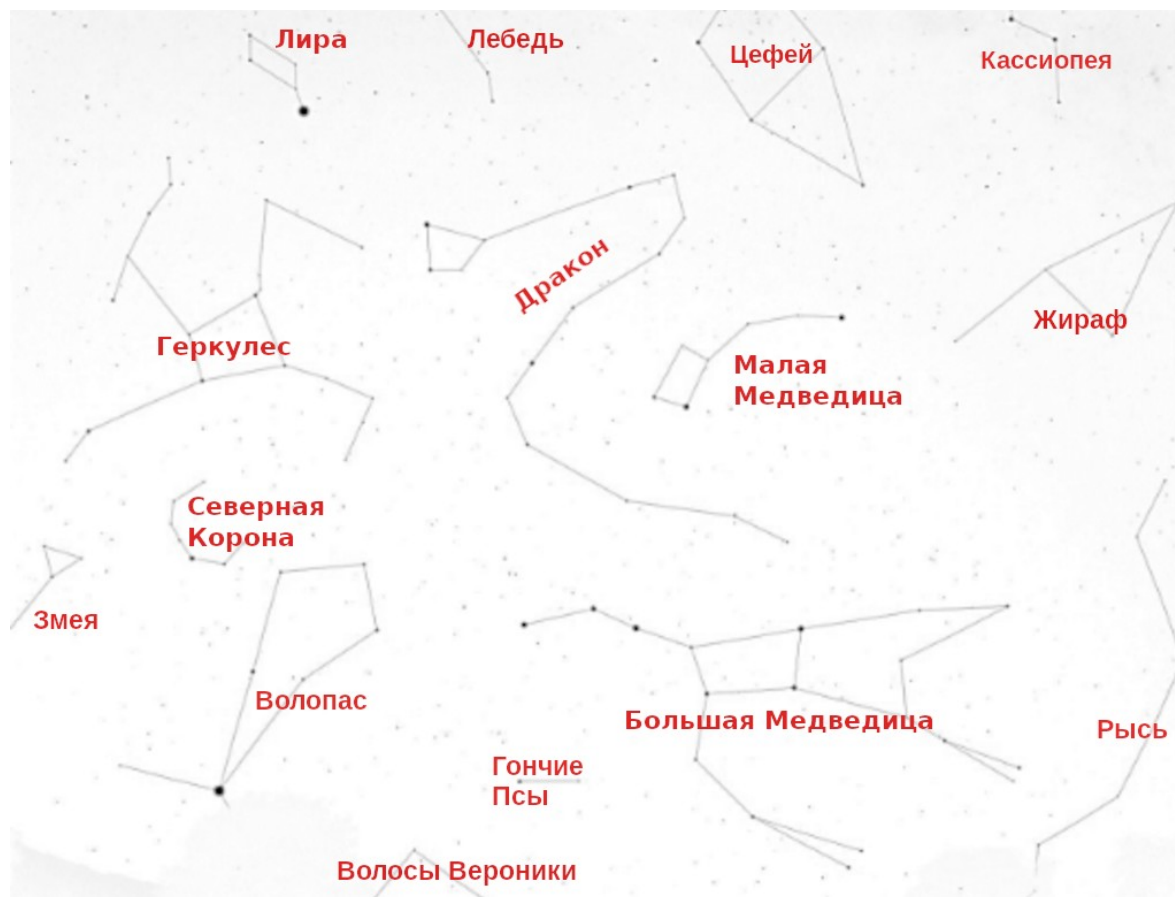 Лира
Лебедь
Цефей
Кассиопея
Дракон
Жираф
Геркулес
Малая
Медведица
Северная
Корона
Змея
Волопас
Большая Медведица
Рысь
Гончие
Псы
Волосы Вероники